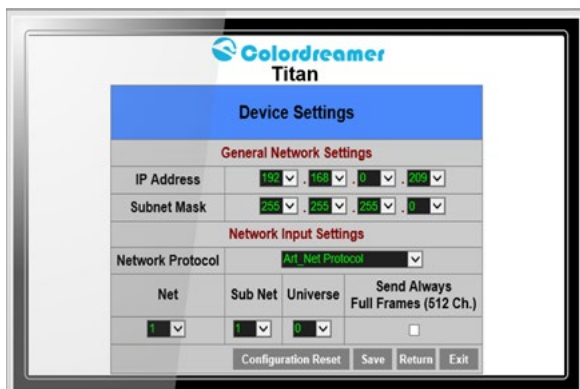 Colordreamer
Titan
Device Settings
General Network Settings
IP Address 192 . 168 . 0 . 209
Subnet Mask 255 . 255 . 255 . 0
Network Input Settings
Network Protocol Art_Net Protocol
Net Sub Net Universe Send Always
Full Frames (512 Ch.)
1 1 0
Configuration Reset Save Return Exit